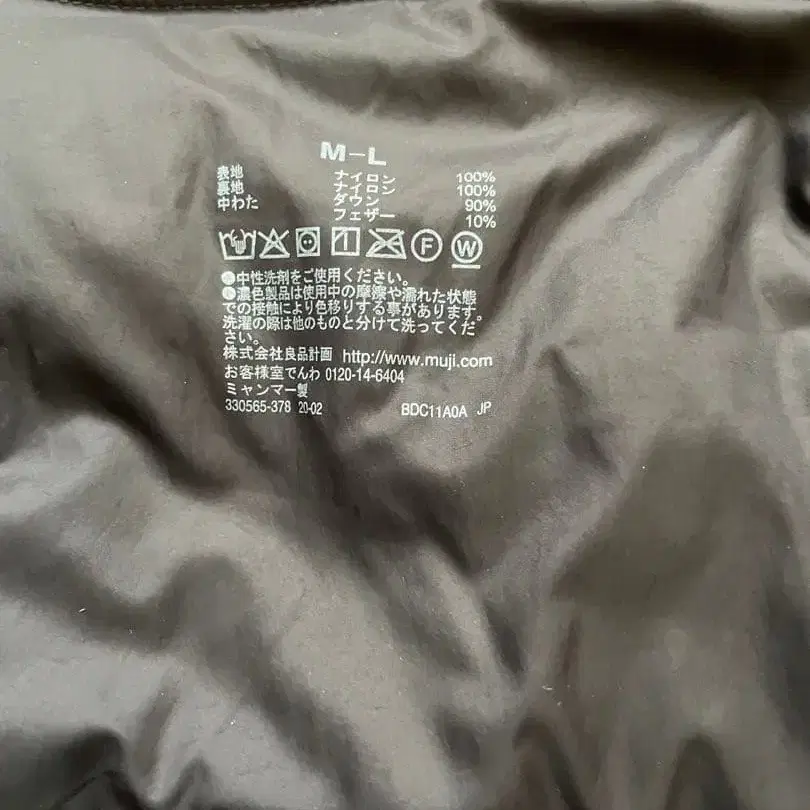 M-L
表地 ナイロン 100%
裏地 ナイロン 100%
中わた ダウン 90%
フェザー 10%
F W
●中性洗剤をご使用ください。
●濃色製品は使用中の摩擦や濡れた状態
での接触により色移りする事があります。
洗濯の際は他のものと分けて洗ってくだ
さい。
株式会社良品計画 http://www.muji.com
お客様室でんわ 0120-14-6404
ミャンマー製
330565-378 20-02 BDC11A0A JP